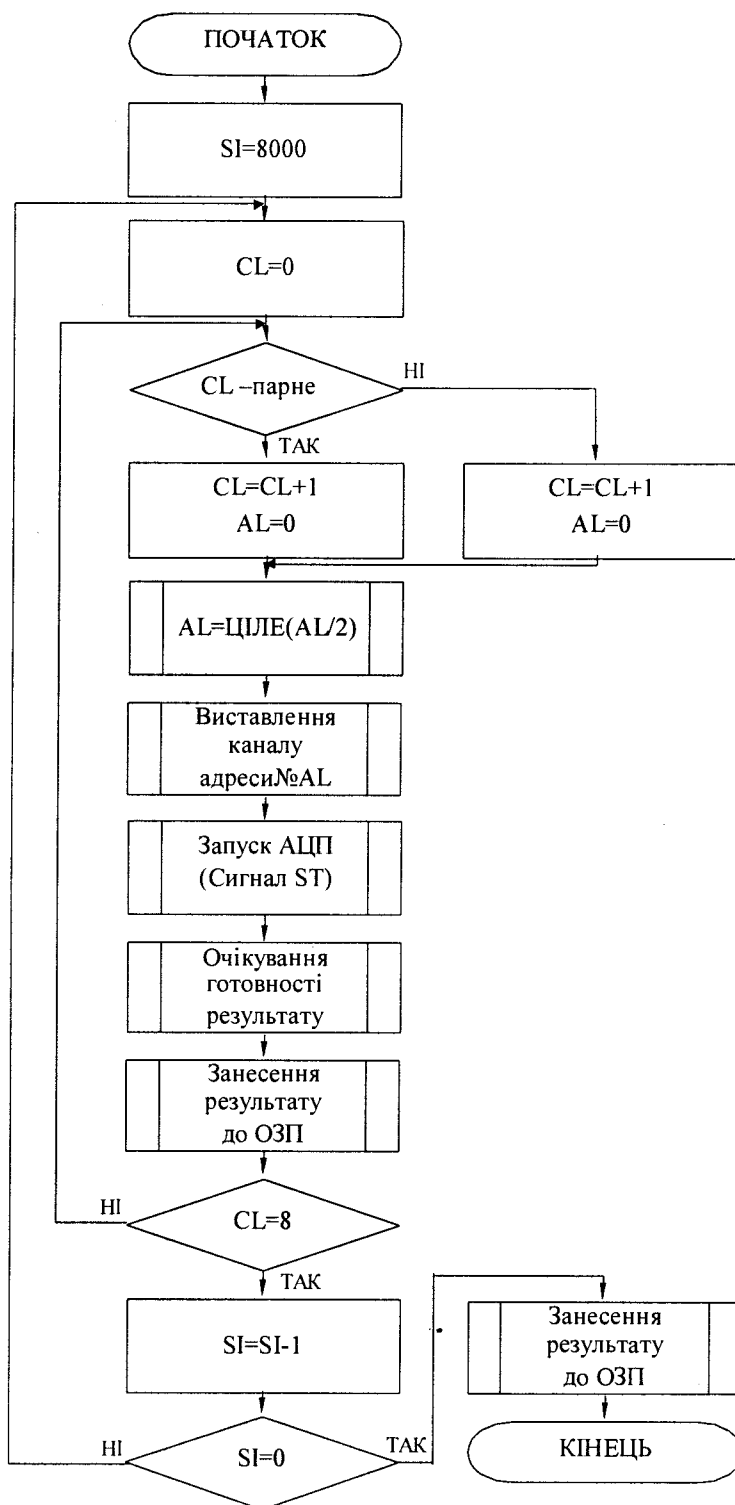 ПОЧАТОК
SI=8000
CL=0
CL –парне
НІ
ТАК
CL=CL+1
AL=0
CL=CL+1
AL=0
AL=ЦІЛЕ(AL/2)
Виставлення
каналу
адреси№AL
Запуск АЦП
(Сигнал ST)
Очікування
готовності
результату
Занесення
результату
до ОЗП
НІ
CL=8
ТАК
SI=SI-1
Занесення
результату
до ОЗП
НІ
SI=0
ТАК
КІНЕЦЬ